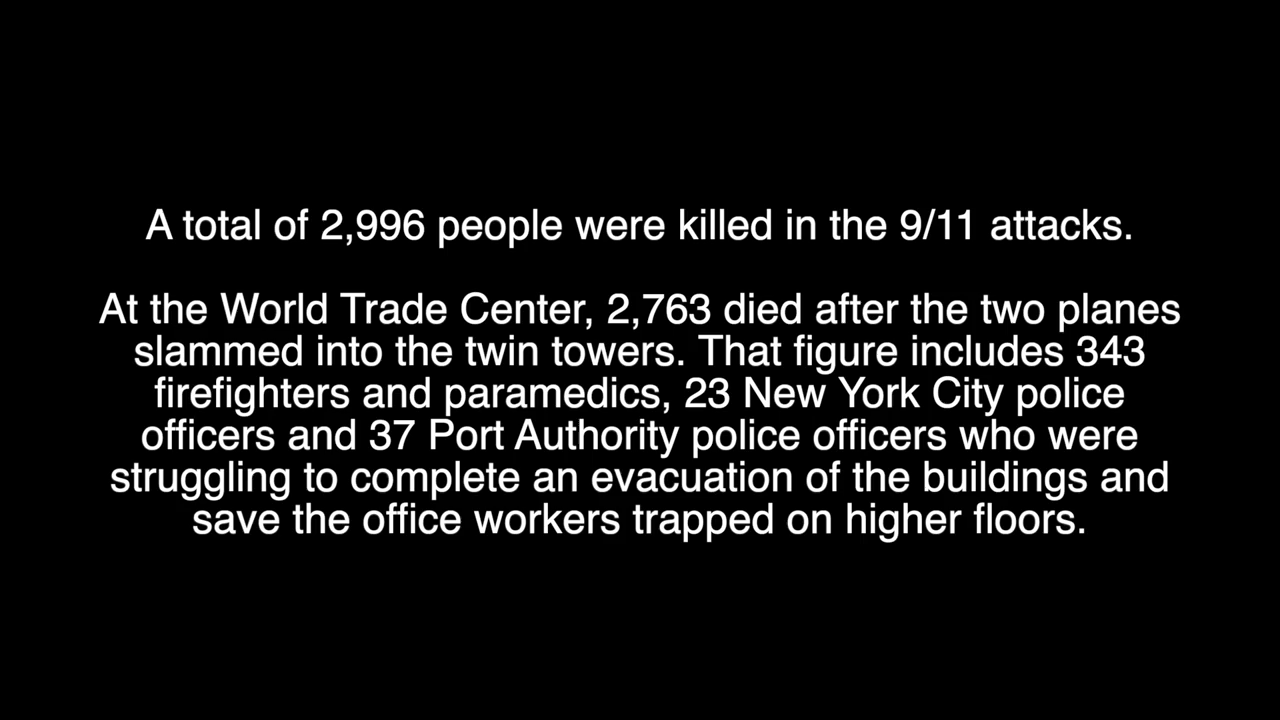 A total of 2,996 people were killed in the 9/11 attacks.
At the World Trade Center, 2,763 died after the two planes
slammed into the twin towers. That figure includes 343
firefighters and paramedics, 23 New York City police
officers and 37 Port Authority police officers who were
struggling to complete an evacuation of the buildings and
save the office workers trapped on higher floors.